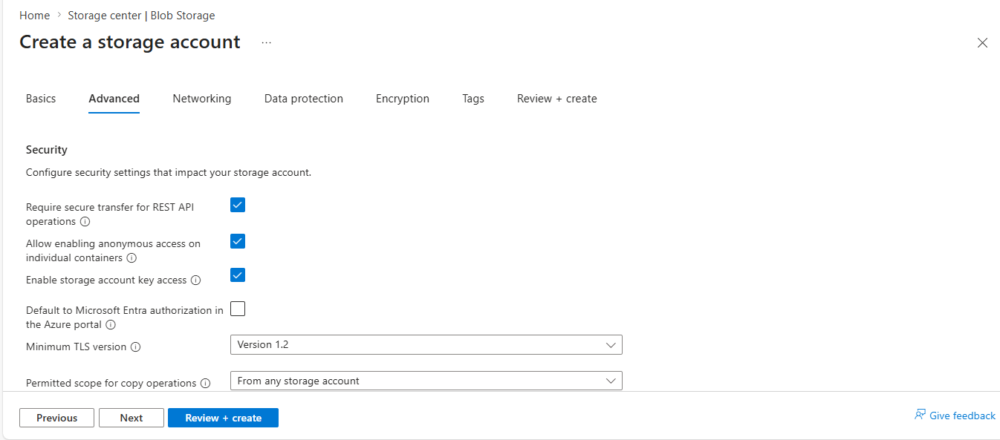 Home > Storage center | Blob Storage
Create a storage account ...
Basics Advanced Networking Data protection Encryption Tags Review + create
Security
Configure security settings that impact your storage account.
Require secure transfer for REST API
operations
Allow enabling anonymous access on
individual containers
Enable storage account key access
Default to Microsoft Entra authorization in
the Azure portal
Minimum TLS version Version 1.2
Permitted scope for copy operations From any storage account
Previous Next Review + create Give feedback